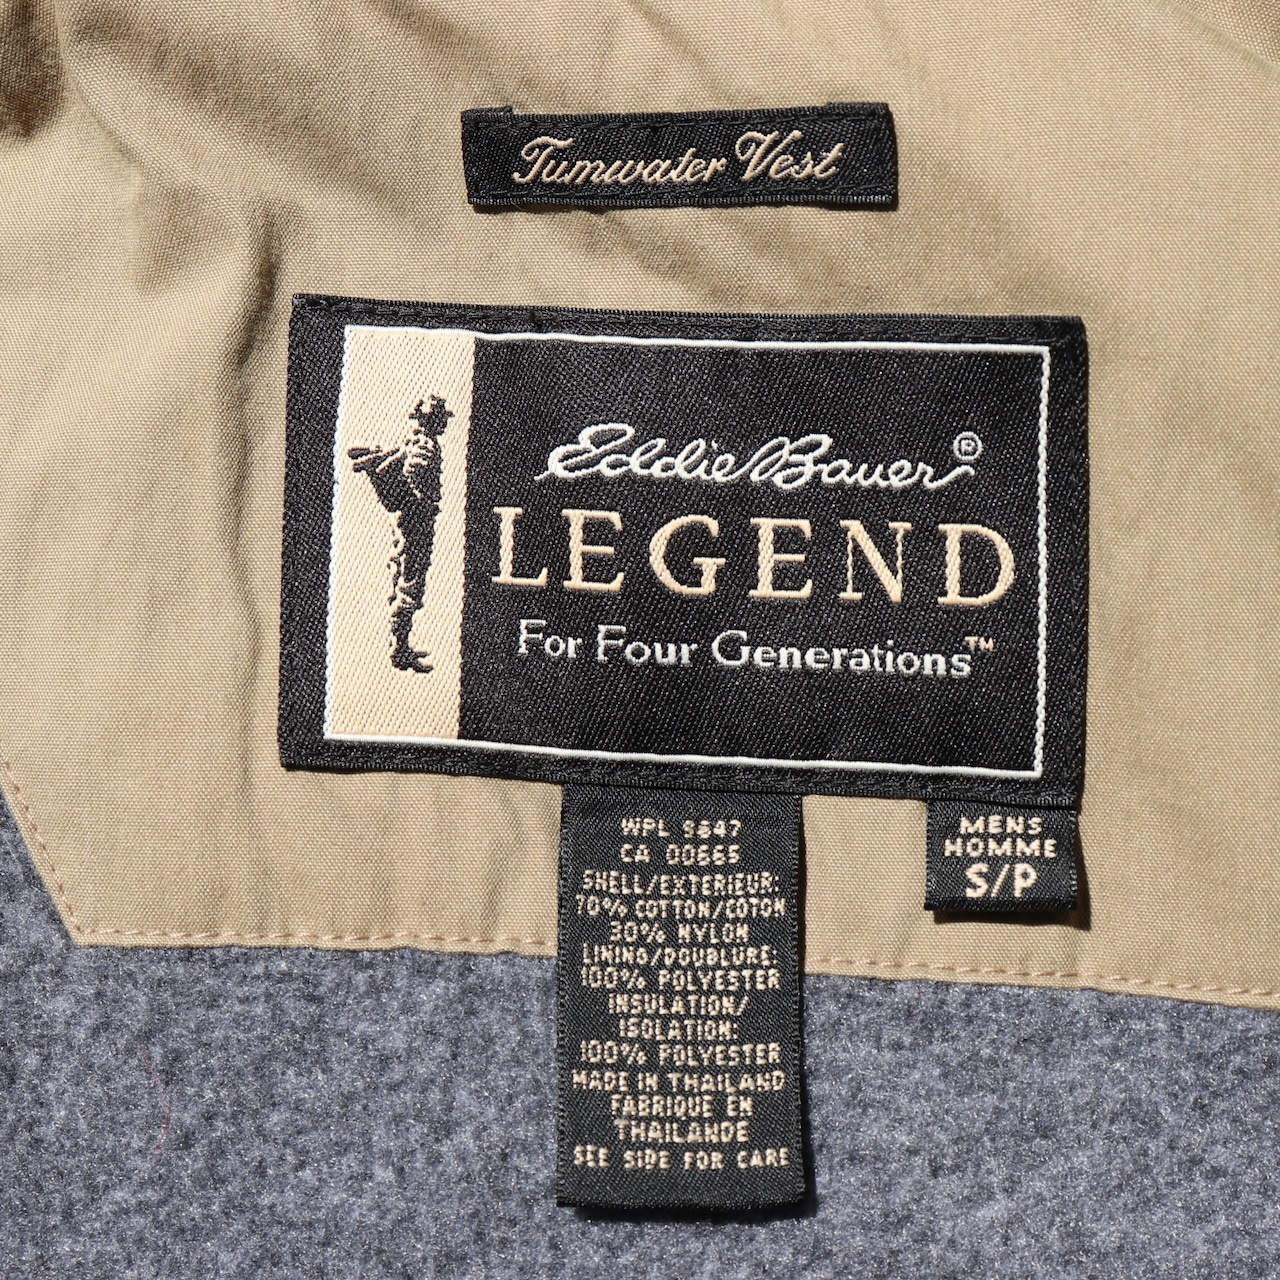 Tumwater Vest
Eddie Bauer®
LEGEND
For Four Generations™
WPL 9847
CA 00665
SHELL/EXTERIEUR:
70% COTTON/COTON
30% NYLON
LINING/DOUBLURE:
100% POLYESTER
INSULATION/
ISOLATION:
100% POLYESTER
MADE IN THAILAND
FABRIQUE EN
THAILANDE
SEE SIDE FOR CARE
MENS
HOMME
S/P